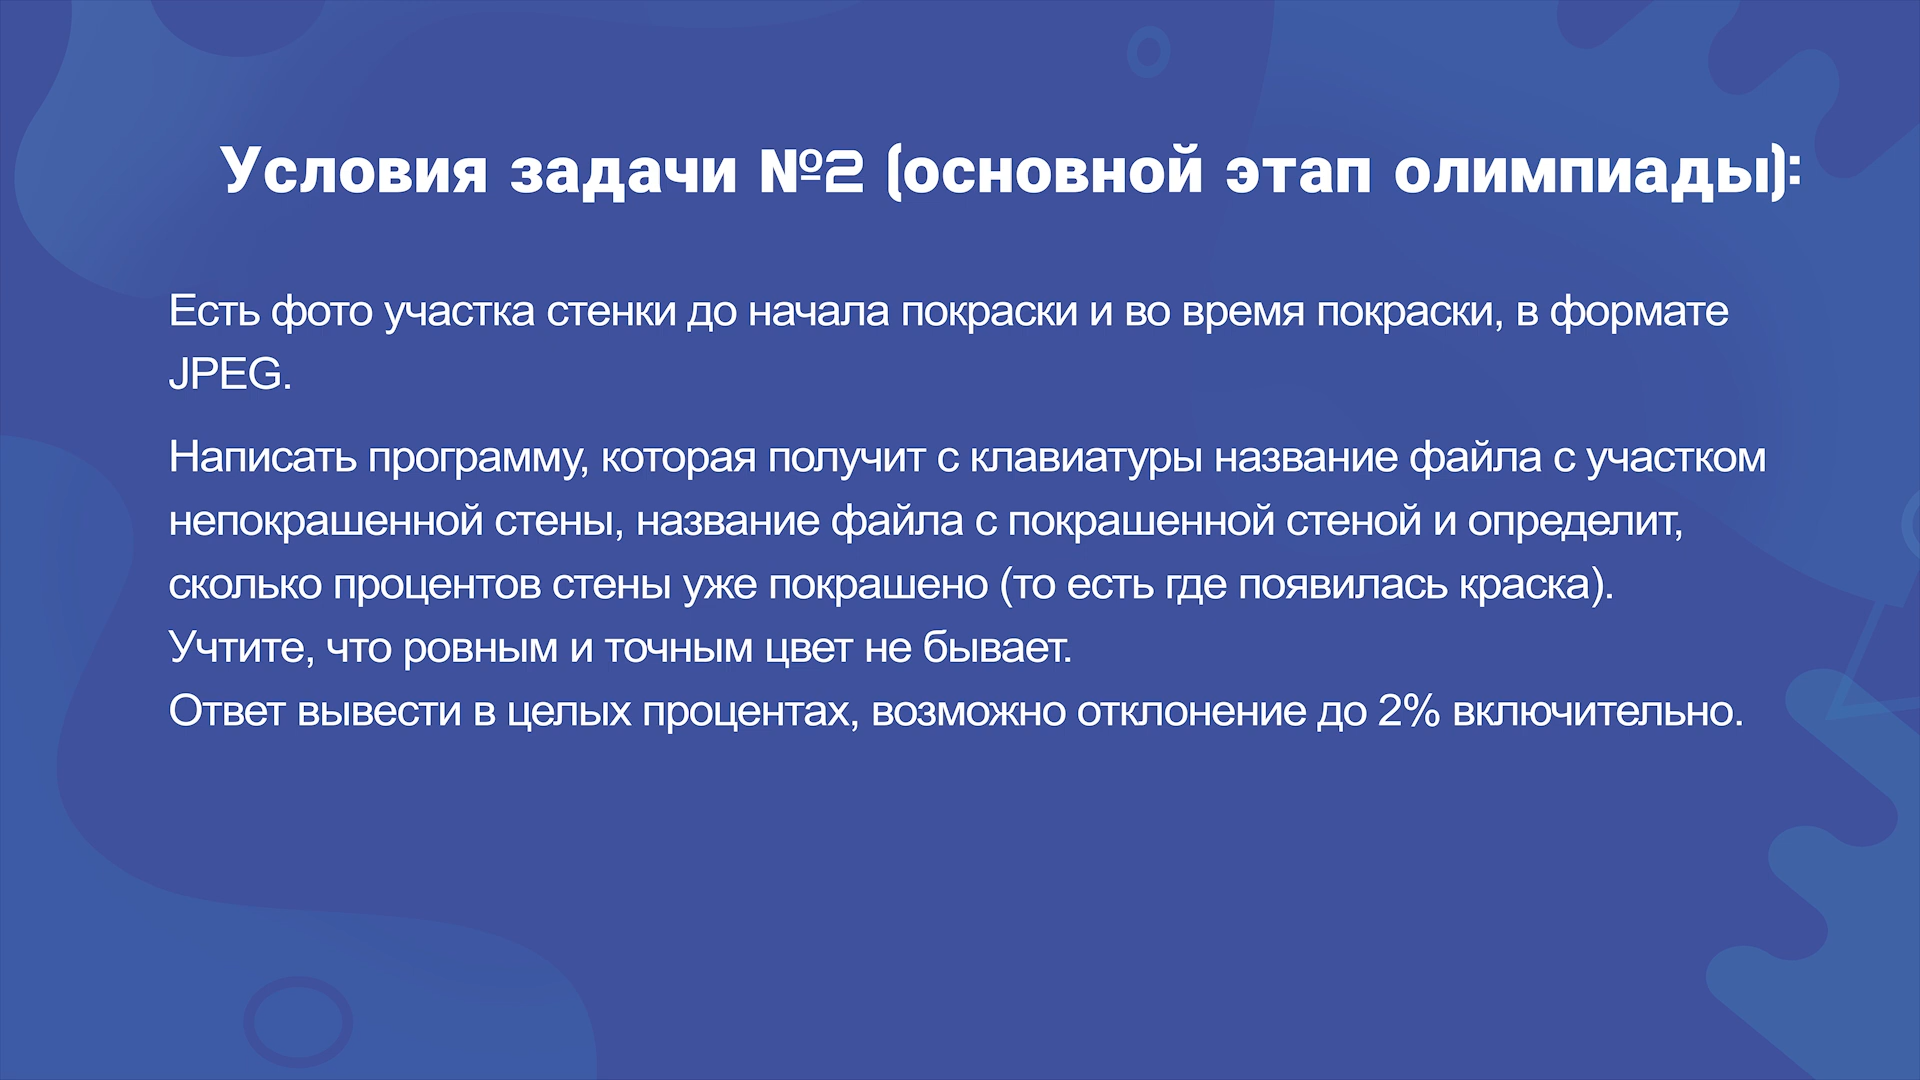 Условия задачи №2 (основной этап олимпиады):
Есть фото участка стенки до начала покраски и во время покраски, в формате
JPEG.
Написать программу, которая получит с клавиатуры название файла с участком
непокрашенной стены, название файла с покрашенной стеной и определит,
сколько процентов стены уже покрашено (то есть где появилась краска).
Учтите, что ровным и точным цвет не бывает.
Ответ вывести в целых процентах, возможно отклонение до 2% включительно.